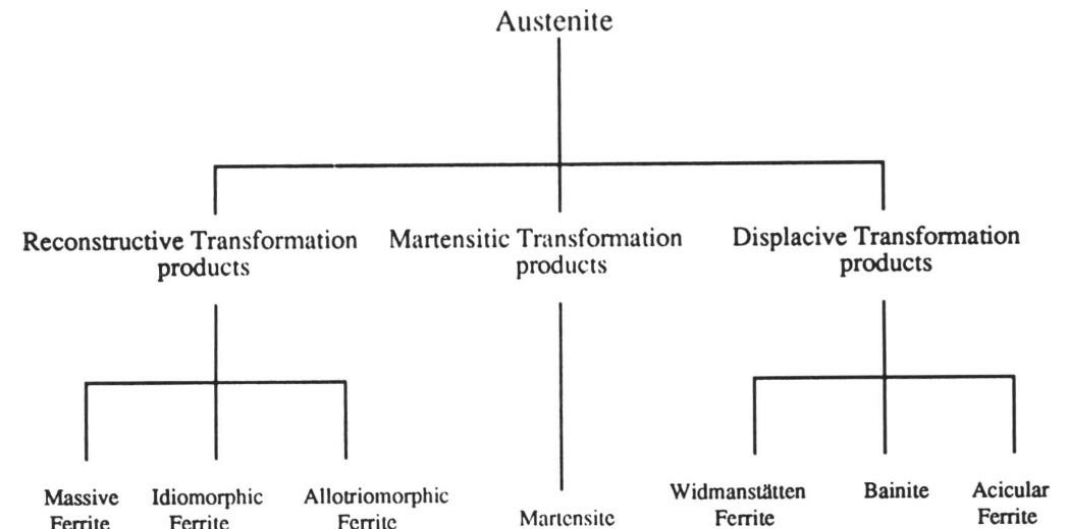 Austenite
Reconstructive Transformation
products
Martensitic Transformation
products
Displacive Transformation
products
Massive
Ferrite
Idiomorphic
Ferrite
Allotriomorphic
Ferrite
Martensite
Widmanstätten
Ferrite
Bainite
Acicular
Ferrite